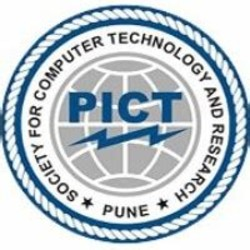 SOCIETY FOR COMPUTER TECHNOLOGY AND RESEARCH
PICT
PUNE